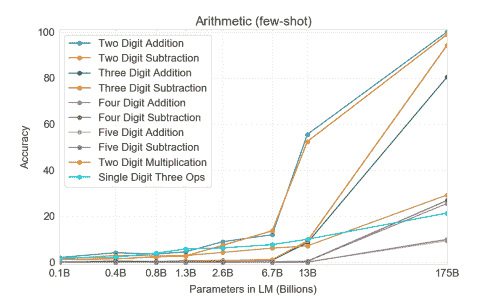 Arithmetic (few-shot)
100
80
60
40
20
0
Accuracy
Two Digit Addition
Two Digit Subtraction
Three Digit Addition
Three Digit Subtraction
Four Digit Addition
Four Digit Subtraction
Five Digit Addition
Five Digit Subtraction
Two Digit Multiplication
Single Digit Three Ops
0.1B 0.4B 0.8B 1.3B 2.6B 6.7B 13B 175B
Parameters in LM (Billions)